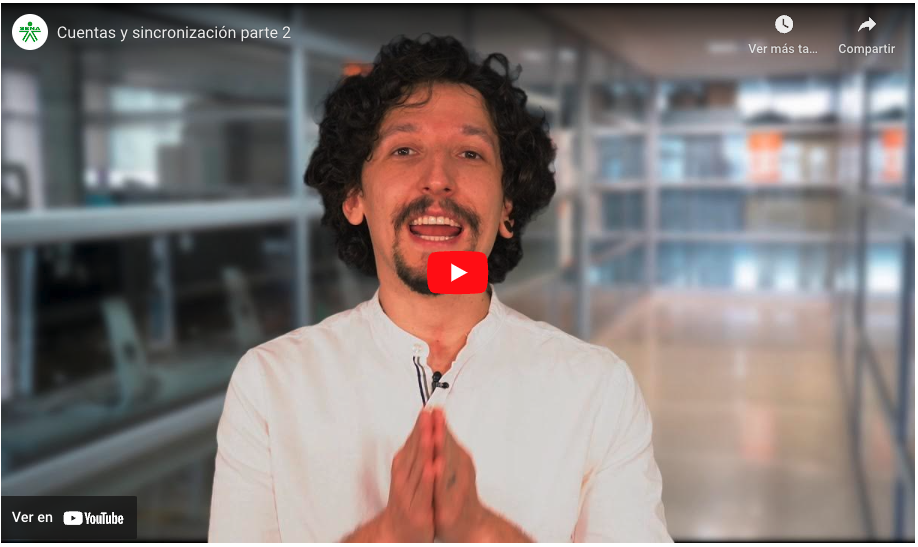 SENA
Cuentas y sincronización parte 2
Ver más ta...
Compartir
Ver en YouTube